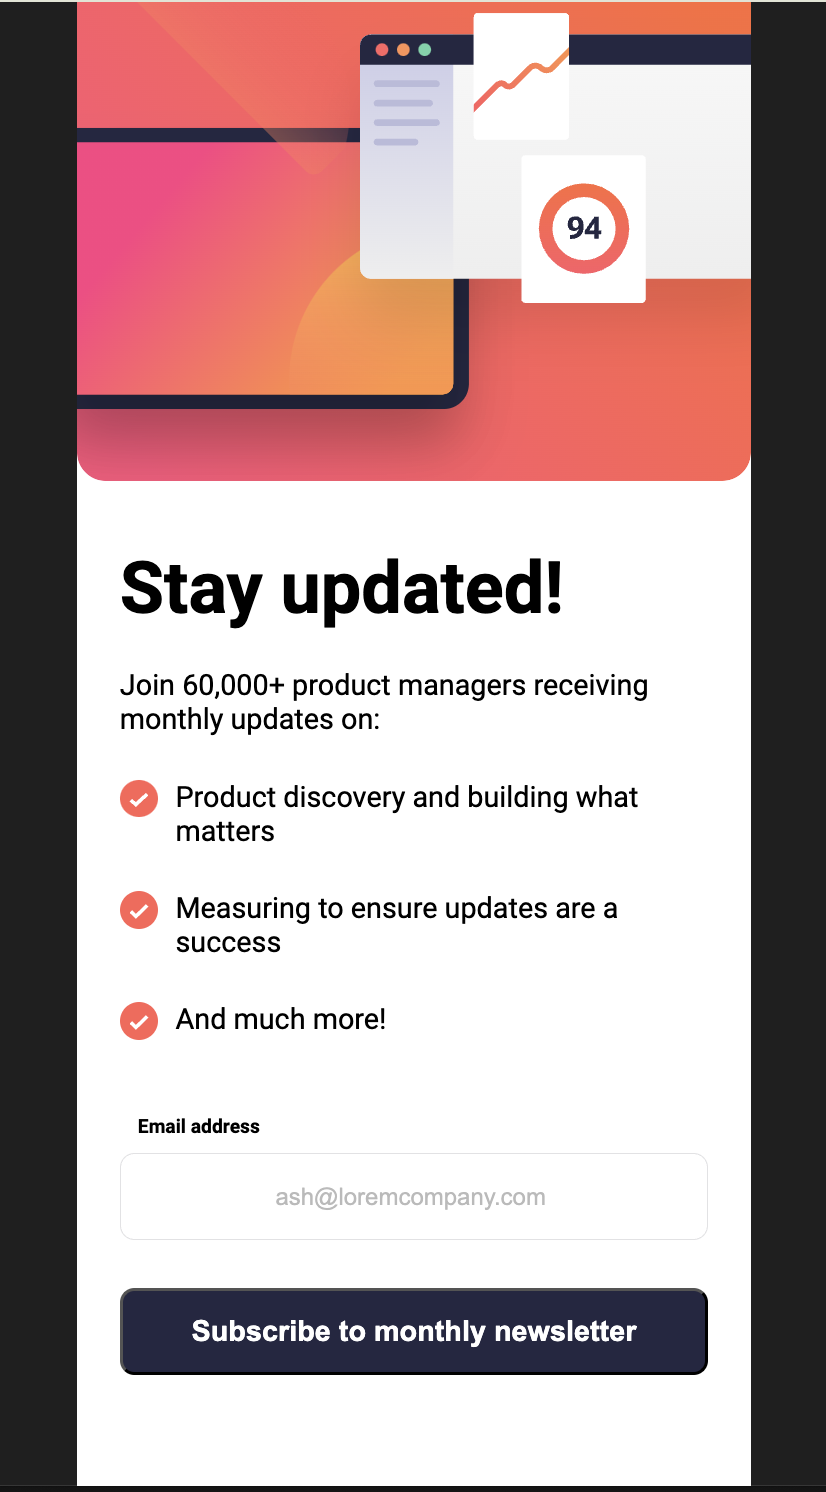 94
Stay updated!
Join 60,000+ product managers receiving
monthly updates on:
Product discovery and building what
matters
Measuring to ensure updates are a
success
And much more!
Email address
ash@loremcompany.com
Subscribe to monthly newsletter